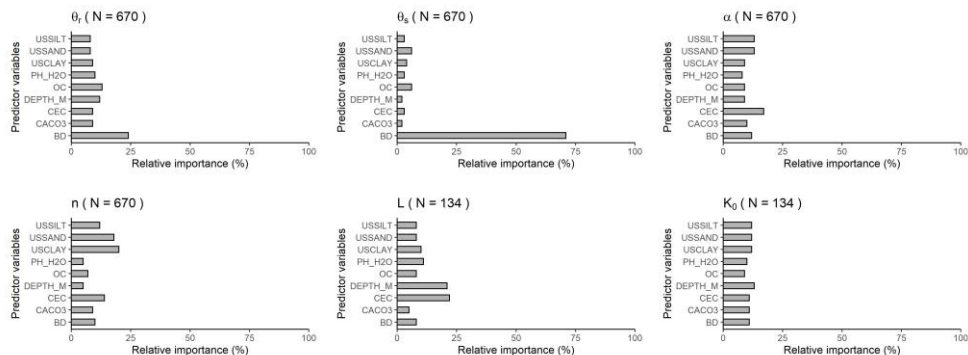 θr ( N = 670)
Predictor variables
USSILT
USSAND
USCLAY
PH_H2O
OC
DEPTH_M
CEC
CACO3
BD
0 25 50 75 100
Relative importance (%)
θs ( N = 670)
Predictor variables
USSILT
USSAND
USCLAY
PH_H2O
OC
DEPTH_M
CEC
CACO3
BD
0 25 50 75 100
Relative importance (%)
α ( N = 670)
Predictor variables
USSILT
USSAND
USCLAY
PH_H2O
OC
DEPTH_M
CEC
CACO3
BD
0 25 50 75 100
Relative importance (%)
n ( N = 670)
Predictor variables
USSILT
USSAND
USCLAY
PH_H2O
OC
DEPTH_M
CEC
CACO3
BD
0 25 50 75 100
Relative importance (%)
L ( N = 134)
Predictor variables
USSILT
USSAND
USCLAY
PH_H2O
OC
DEPTH_M
CEC
CACO3
BD
0 25 50 75 100
Relative importance (%)
K0 ( N = 134)
Predictor variables
USSILT
USSAND
USCLAY
PH_H2O
OC
DEPTH_M
CEC
CACO3
BD
0 25 50 75 100
Relative importance (%)